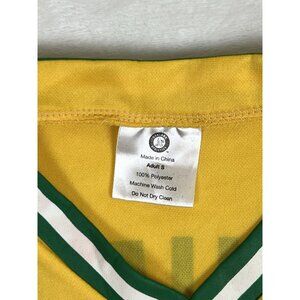 Made in China
Adult S
100% Polyester
Machine Wash Cold
Do Not Dry Clean